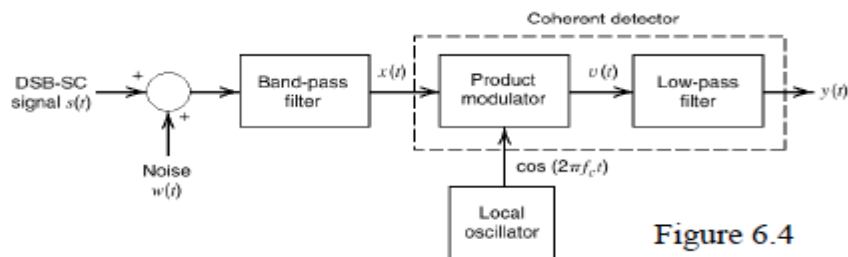 Coherent detector
DSB-SC
signal s(t)
+
+
Noise
w(t)
Band-pass
filter
x(t)
Product
modulator
v(t)
Low-pass
filter
y(t)
cos (2πf_c t)
Local
oscillator
Figure 6.4